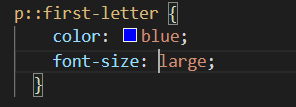 p::first-letter {
color: blue;
font-size: large;
}